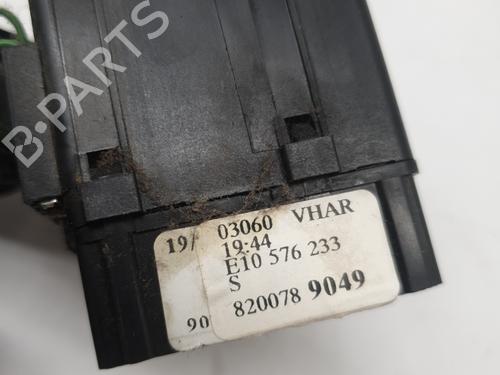 B-PARTS
19/ 03060 VHAR
19:44
E10 576 233
S
90 820078 9049